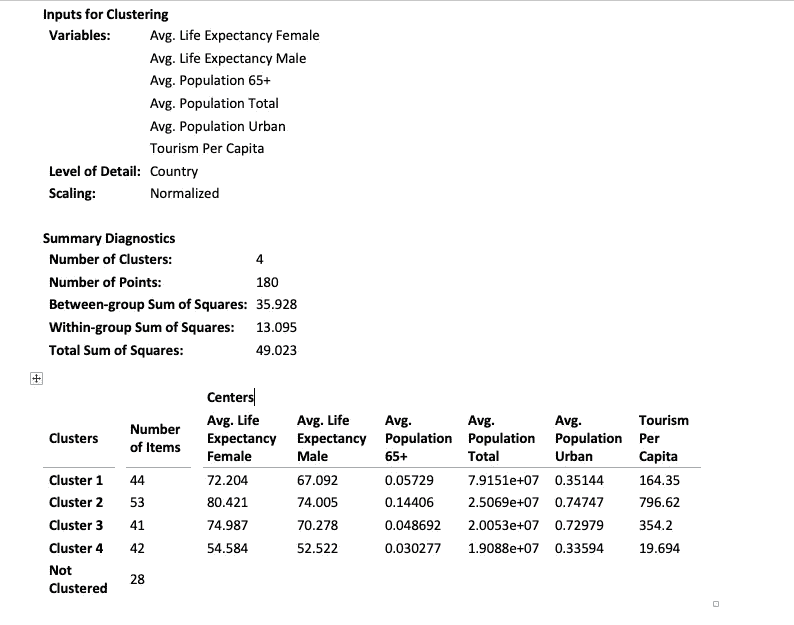 Inputs for Clustering
Variables: Avg. Life Expectancy Female
Avg. Life Expectancy Male
Avg. Population 65+
Avg. Population Total
Avg. Population Urban
Tourism Per Capita
Level of Detail: Country
Scaling: Normalized
Summary Diagnostics
Number of Clusters: 4
Number of Points: 180
Between-group Sum of Squares: 35.928
Within-group Sum of Squares: 13.095
Total Sum of Squares: 49.023
Centers
Clusters Number of Items Avg. Life Expectancy Female Avg. Life Expectancy Male Avg. Population 65+ Avg. Population Total Avg. Population Urban Tourism Per Capita
Cluster 1 44 72.204 67.092 0.05729 7.9151e+07 0.35144 164.35
Cluster 2 53 80.421 74.005 0.14406 2.5069e+07 0.74747 796.62
Cluster 3 41 74.987 70.278 0.048692 2.0053e+07 0.72979 354.2
Cluster 4 42 54.584 52.522 0.030277 1.9088e+07 0.33594 19.694
Not Clustered 28